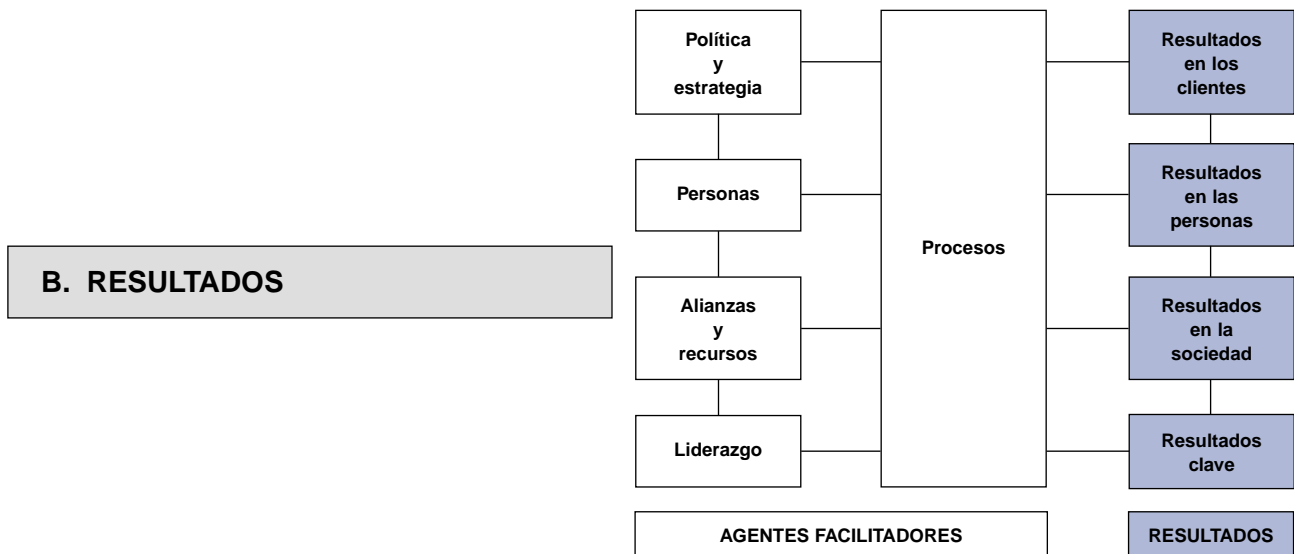 B. RESULTADOS
Política
y
estrategia
Personas
Alianzas
y
recursos
Liderazgo
Procesos
Resultados
en los
clientes
Resultados
en las
personas
Resultados
en la
sociedad
Resultados
clave
AGENTES FACILITADORES
RESULTADOS